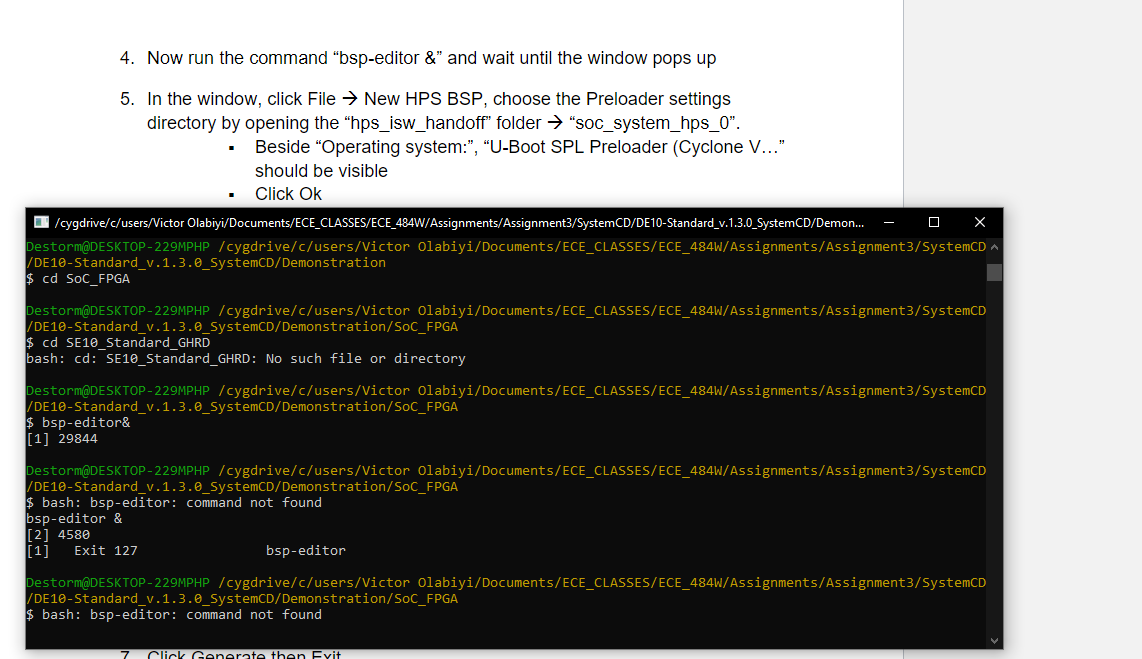 4. Now run the command “bsp-editor &” and wait until the window pops up
5. In the window, click File → New HPS BSP, choose the Preloader settings
directory by opening the “hps_isw_handoff” folder → “soc_system_hps_0”.
▪ Beside “Operating system:”, “U-Boot SPL Preloader (Cyclone V…”
should be visible
▪ Click Ok
/cygdrive/c/users/Victor Olabiyi/Documents/ECE_CLASSES/ECE_484W/Assignments/Assignment3/SystemCD/DE10-Standard_v.1.3.0_SystemCD/Demon...
Destorm@DESKTOP-229MPHP /cygdrive/c/users/Victor Olabiyi/Documents/ECE_CLASSES/ECE_484W/Assignments/Assignment3/SystemCD
/DE10-Standard_v.1.3.0_SystemCD/Demonstration
$ cd SoC_FPGA
Destorm@DESKTOP-229MPHP /cygdrive/c/users/Victor Olabiyi/Documents/ECE_CLASSES/ECE_484W/Assignments/Assignment3/SystemCD
/DE10-Standard_v.1.3.0_SystemCD/Demonstration/SoC_FPGA
$ cd SE10_Standard_GHRD
bash: cd: SE10_Standard_GHRD: No such file or directory
Destorm@DESKTOP-229MPHP /cygdrive/c/users/Victor Olabiyi/Documents/ECE_CLASSES/ECE_484W/Assignments/Assignment3/SystemCD
/DE10-Standard_v.1.3.0_SystemCD/Demonstration/SoC_FPGA
$ bsp-editor&
[1] 29844
Destorm@DESKTOP-229MPHP /cygdrive/c/users/Victor Olabiyi/Documents/ECE_CLASSES/ECE_484W/Assignments/Assignment3/SystemCD
/DE10-Standard_v.1.3.0_SystemCD/Demonstration/SoC_FPGA
$ bash: bsp-editor: command not found
bsp-editor &
[2] 4580
[1]   Exit 127                bsp-editor
Destorm@DESKTOP-229MPHP /cygdrive/c/users/Victor Olabiyi/Documents/ECE_CLASSES/ECE_484W/Assignments/Assignment3/SystemCD
/DE10-Standard_v.1.3.0_SystemCD/Demonstration/SoC_FPGA
$ bash: bsp-editor: command not found
7. Click Generate then Exit